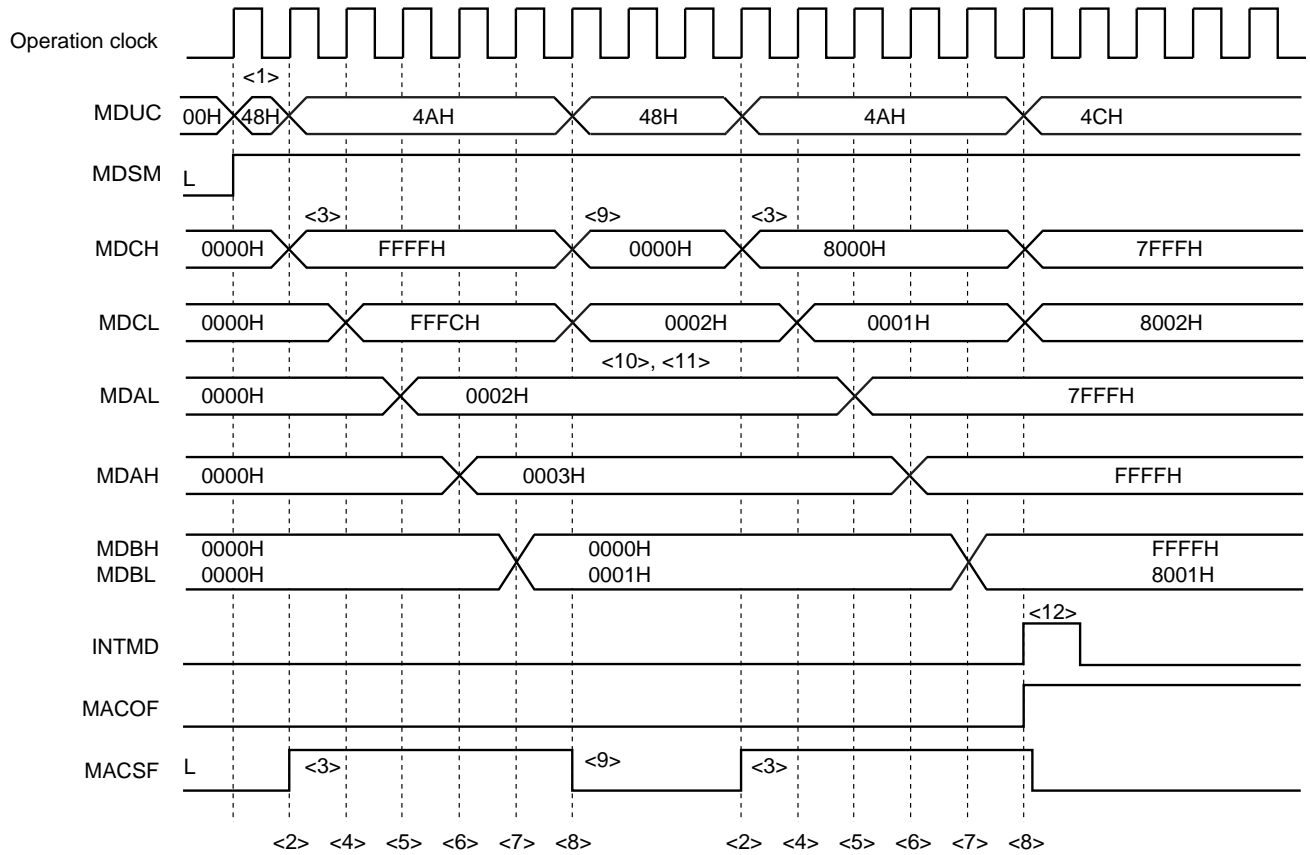 Operation clock
<1>
MDUC 00H 48H 4AH 48H 4AH 4CH
MDSM L
<3> <9> <3>
MDCH 0000H FFFFH 0000H 8000H 7FFFH
MDCL 0000H FFFCH 0002H 0001H 8002H
<10>, <11>
MDAL 0000H 0002H 7FFFH
MDAH 0000H 0003H FFFFH
MDBH 0000H 0000H FFFFH
MDBL 0000H 0001H 8001H
<12>
INTMD
MACOF
MACSF L <3> <9> <3>
<2> <4> <5> <6> <7> <8> <2> <4> <5> <6> <7> <8>